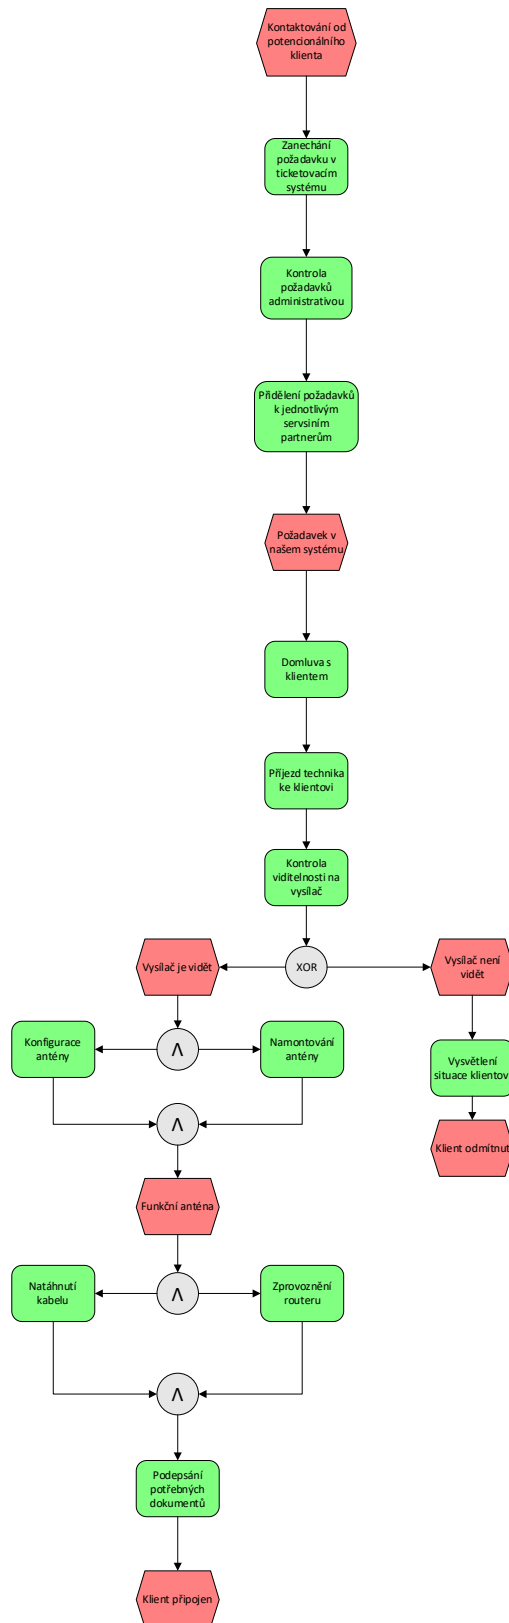 Kontaktování od
potencionálního
klienta
Zanechání
požadavku v
ticketovacím
systému
Kontrola
požadavků
administrativou
Přidělení požadavků
k jednotlivým
servsiním
partnerům
Požadavek v
našem systému
Domluva s
klientem
Příjezd technika
ke klientovi
Kontrola
viditelnosti na
vysílač
XOR
Vysílač je vidět
Vysílač není
vidět
Konfigurace
antény
Λ
Namontování
antény
Vysvětlení
situace klientov
Λ
Klient odmítnut
Funkční anténa
Natáhnutí
kabelu
Λ
Zprovoznění
routeru
Λ
Podepsání
potřebných
dokumentů
Klient připojen